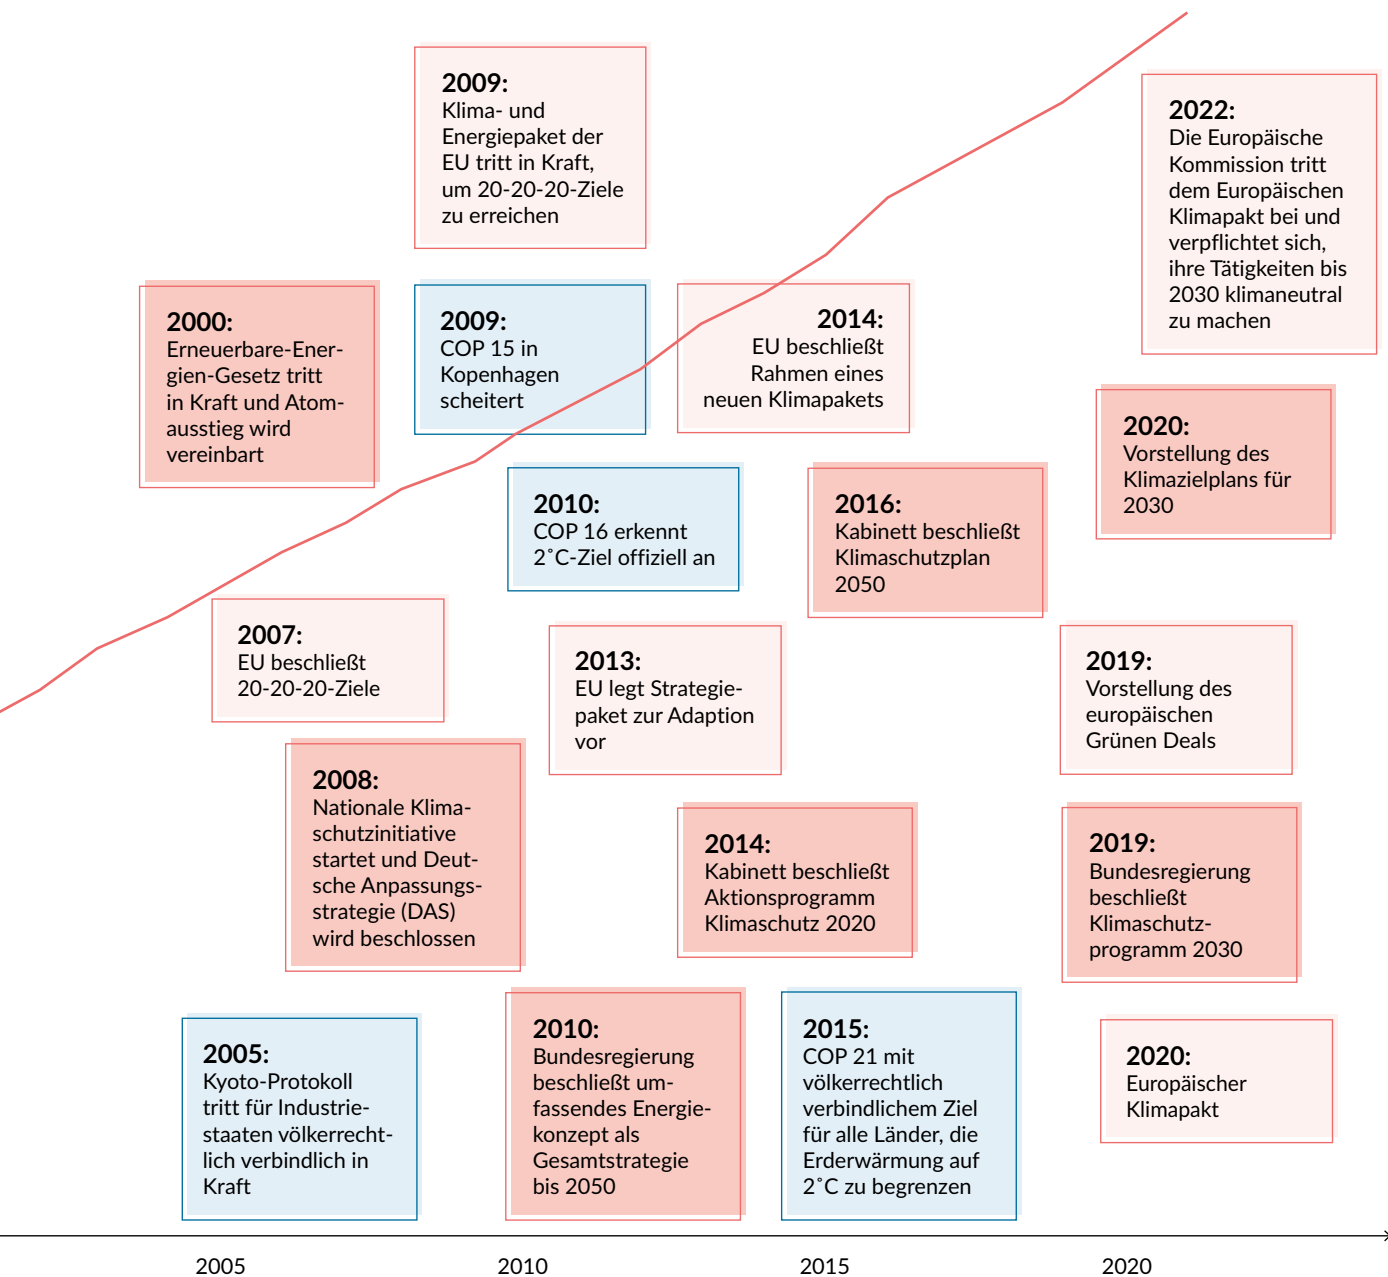 2009:
Klima- und
Energiepaket der
EU tritt in Kraft,
um 20-20-20-Ziele
zu erreichen
2022:
Die Europäische
Kommission tritt
dem Europäischen
Klimapakt bei und
verpflichtet sich,
ihre Tätigkeiten bis
2030 klimaneutral
zu machen
2000:
Erneuerbare-Ener-
gien-Gesetz tritt
in Kraft und Atom-
ausstieg wird
vereinbart
2009:
COP 15 in
Kopenhagen
scheitert
2014:
EU beschließt
Rahmen eines
neuen Klimapakets
2020:
Vorstellung des
Klimazielplans für
2030
2010:
COP 16 erkennt
2˚C-Ziel offiziell an
2016:
Kabinett beschließt
Klimaschutzplan
2050
2007:
EU beschließt
20-20-20-Ziele
2013:
EU legt Strategie-
paket zur Adaption
vor
2019:
Vorstellung des
europäischen
Grünen Deals
2008:
Nationale Klima-
schutzinitiative
startet und Deut-
sche Anpassungs-
strategie (DAS)
wird beschlossen
2014:
Kabinett beschließt
Aktionsprogramm
Klimaschutz 2020
2019:
Bundesregierung
beschließt
Klimaschutz-
programm 2030
2005:
Kyoto-Protokoll
tritt für Industrie-
staaten völkerrecht-
lich verbindlich in
Kraft
2010:
Bundesregierung
beschließt um-
fassendes Energie-
konzept als
Gesamtstrategie
bis 2050
2015:
COP 21 mit
völkerrechtlich
verbindlichem Ziel
für alle Länder, die
Erderwärmung auf
2˚C zu begrenzen
2020:
Europäischer
Klimapakt
2005
2010
2015
2020